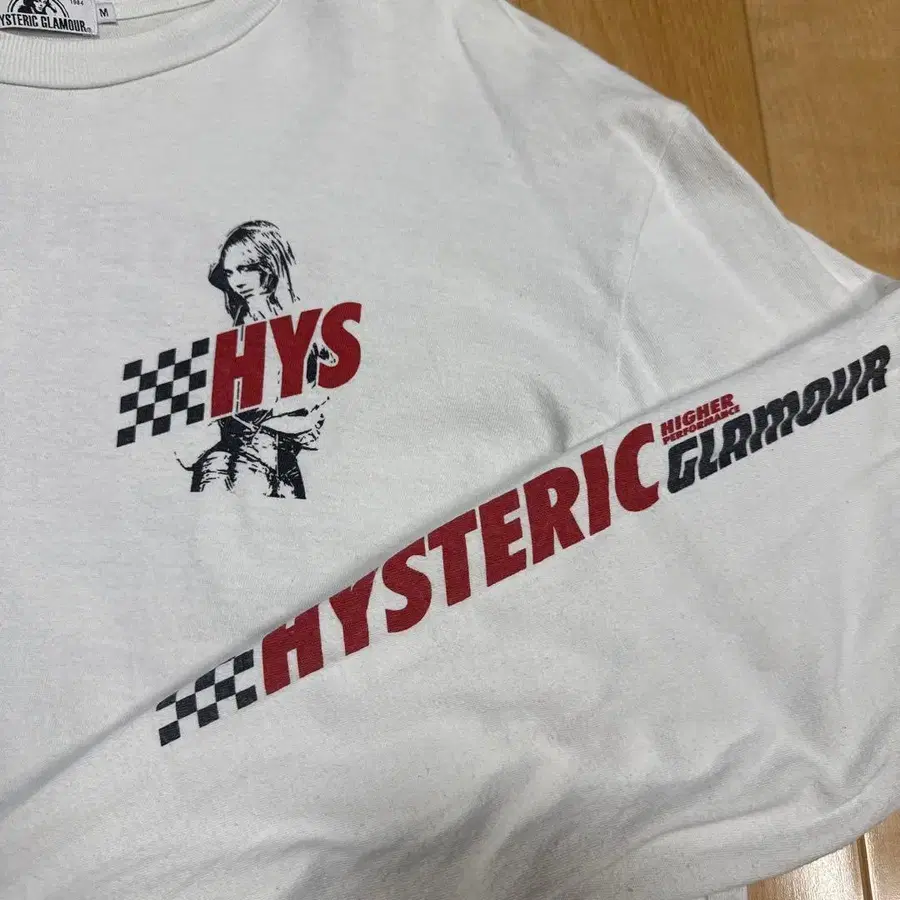 1984
HYSTERIC GLAMOUR
M
HYS
HYSTERIC
HIGHER
PERFORMANCE
GLAMOUR